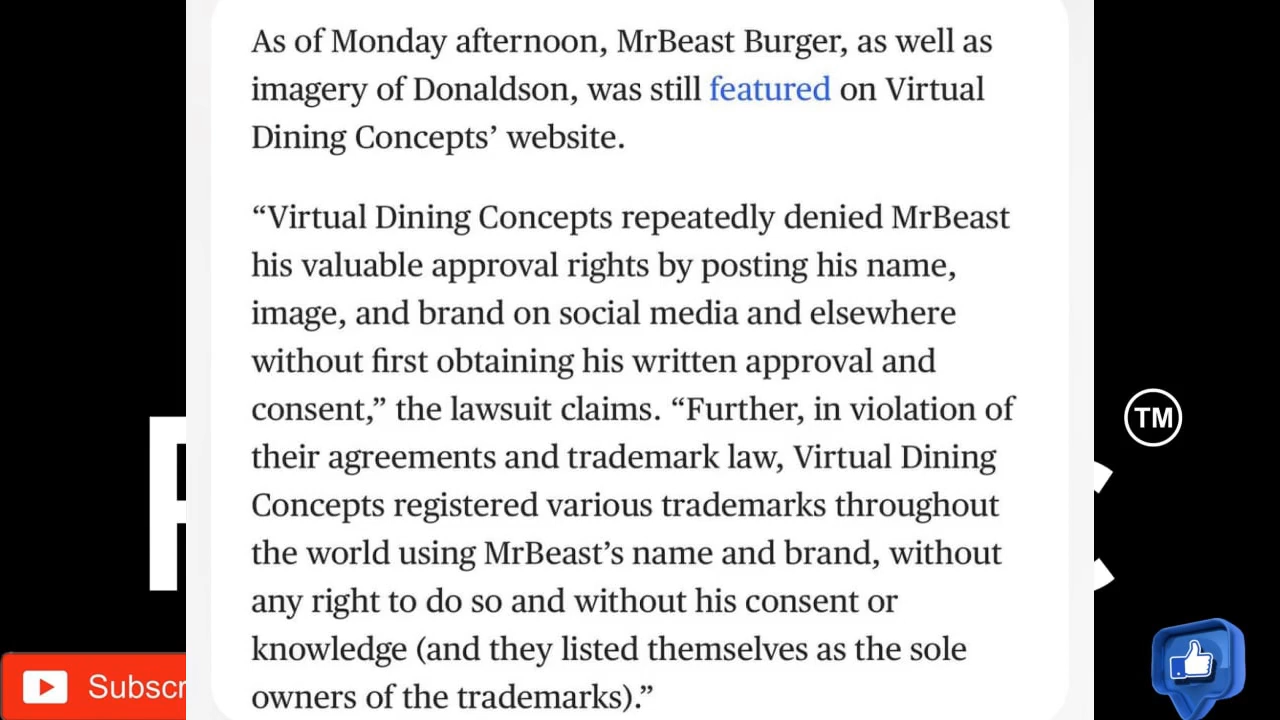 As of Monday afternoon, MrBeast Burger, as well as
imagery of Donaldson, was still featured on Virtual
Dining Concepts’ website.
“Virtual Dining Concepts repeatedly denied MrBeast
his valuable approval rights by posting his name,
image, and brand on social media and elsewhere
without first obtaining his written approval and
consent,” the lawsuit claims. “Further, in violation of
their agreements and trademark law, Virtual Dining
Concepts registered various trademarks throughout
the world using MrBeast’s name and brand, without
any right to do so and without his consent or
knowledge (and they listed themselves as the sole
owners of the trademarks).”
TM
Subscr